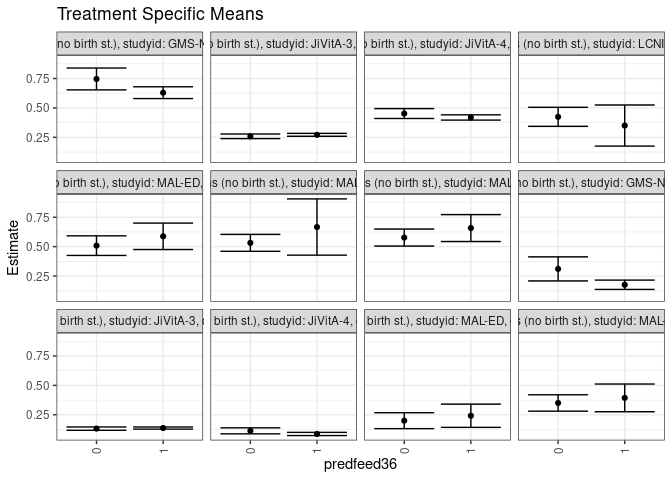 Treatment Specific Means
(no birth st.), studyid: GMS-N
o birth st.), studyid: JiVitA-3,
o birth st.), studyid: JiVitA-4,
s (no birth st.), studyid: LCNI
0.75
0.50
0.25
o birth st.), studyid: MAL-ED,
ns (no birth st.), studyid: MAL
ns (no birth st.), studyid: MAL
no birth st.), studyid: GMS-N
0.75
0.50
0.25
birth st.), studyid: JiVitA-3,
birth st.), studyid: JiVitA-4,
birth st.), studyid: MAL-ED,
s (no birth st.), studyid: MAL-
0.75
0.50
0.25
Estimate
0 1 0 1 0 1 0 1
predfeed36